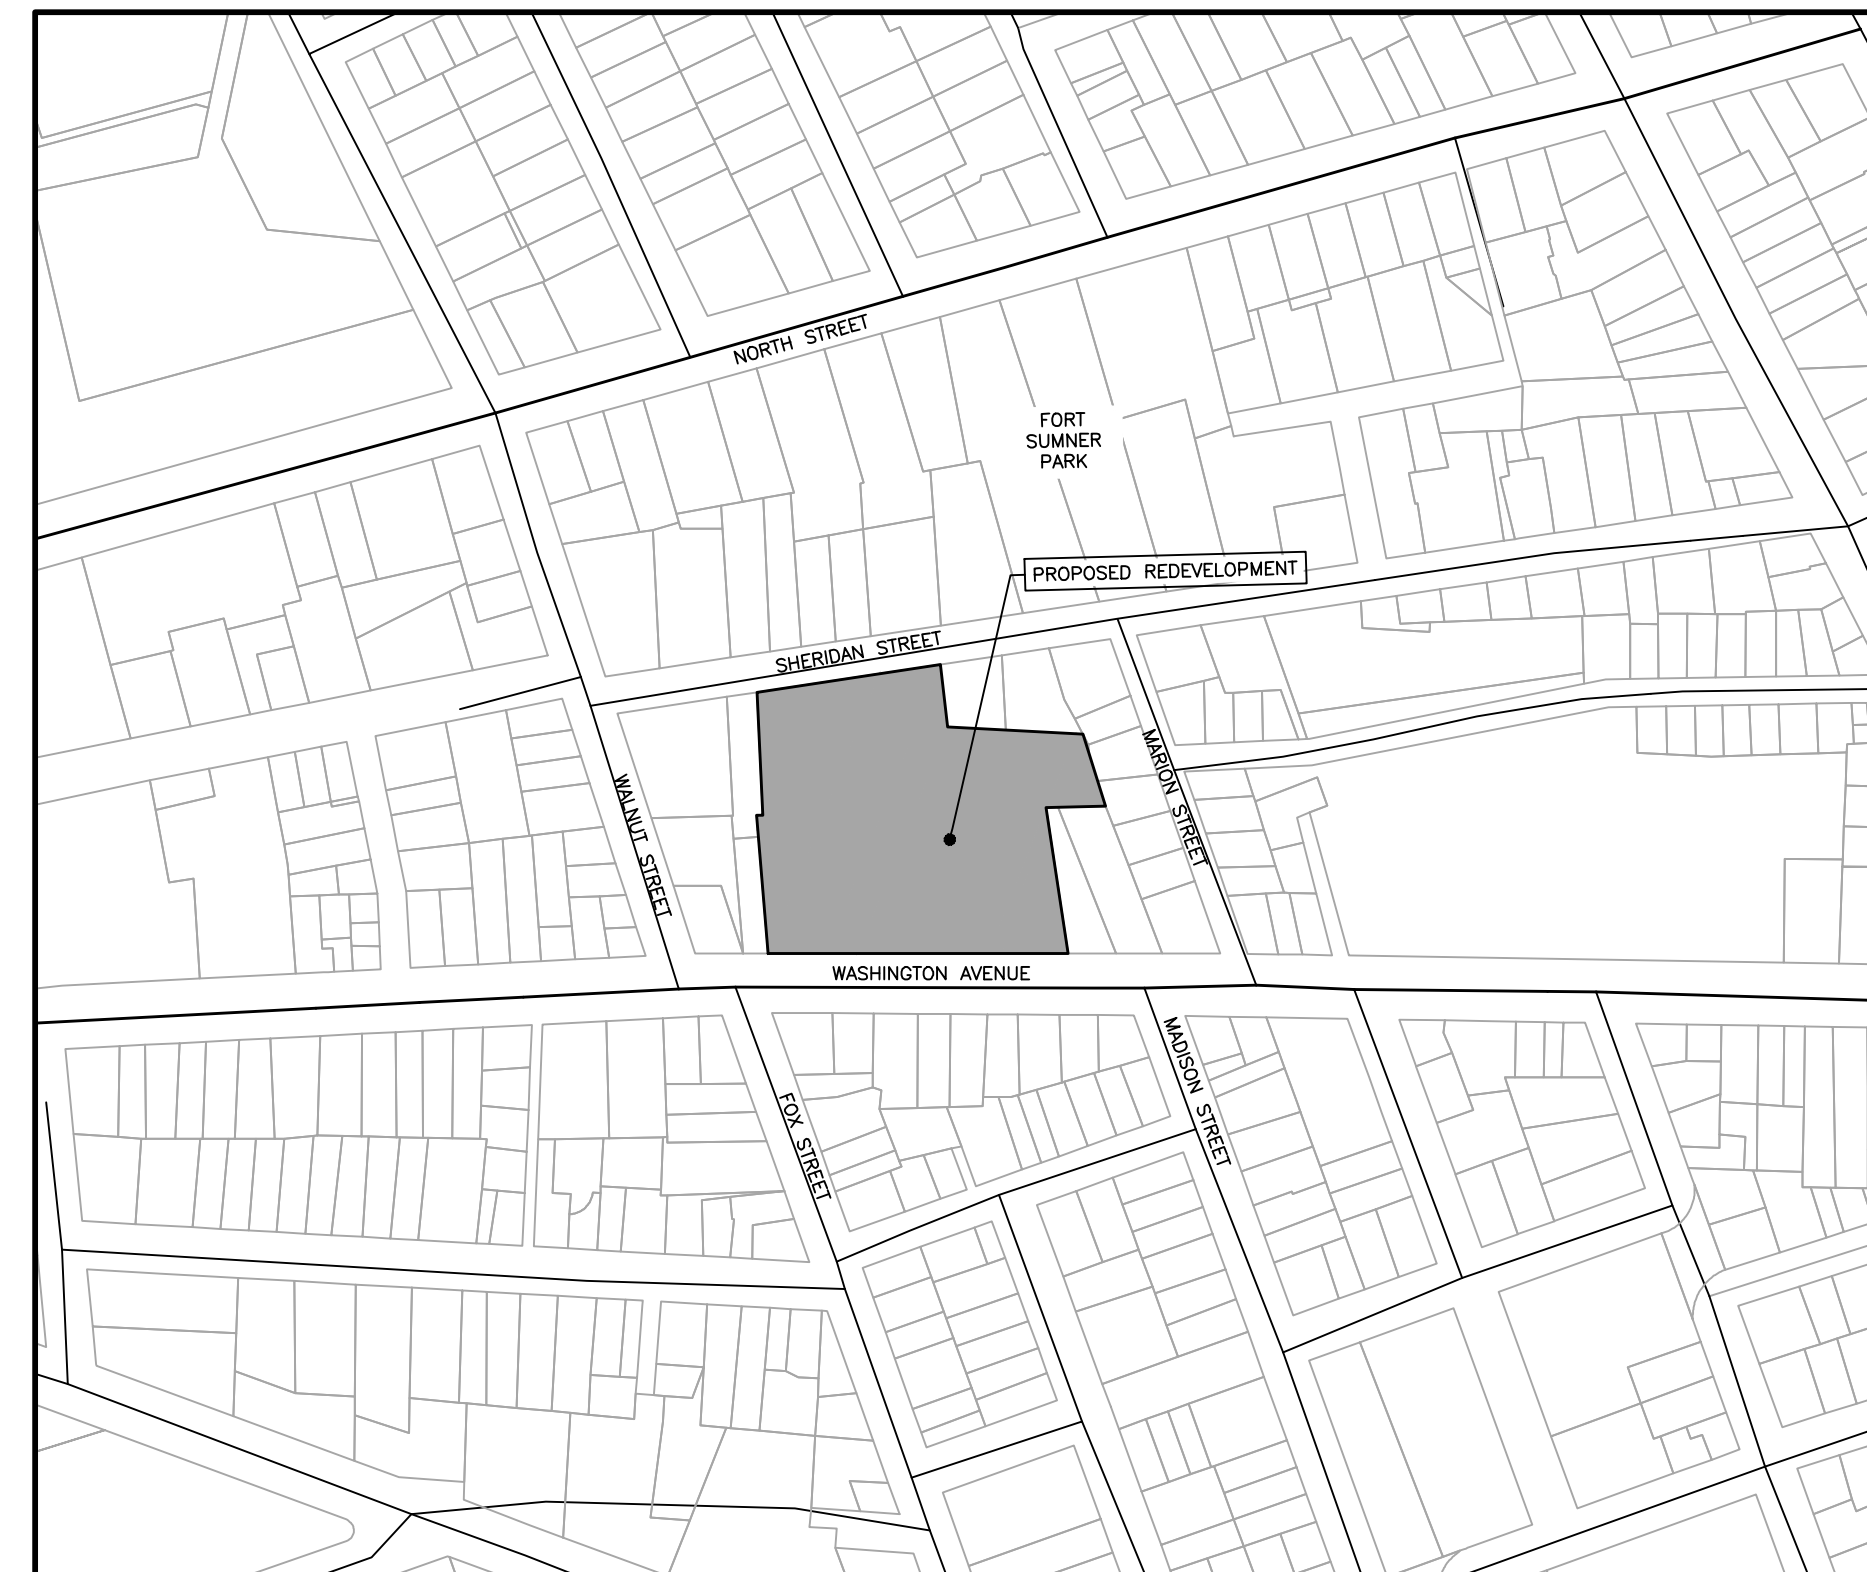 NORTH STREET
FORT
SUMNER
PARK
PROPOSED REDEVELOPMENT
SHERIDAN STREET
MARION STREET
WALNUT STREET
WASHINGTON AVENUE
MADISON STREET
FOX STREET